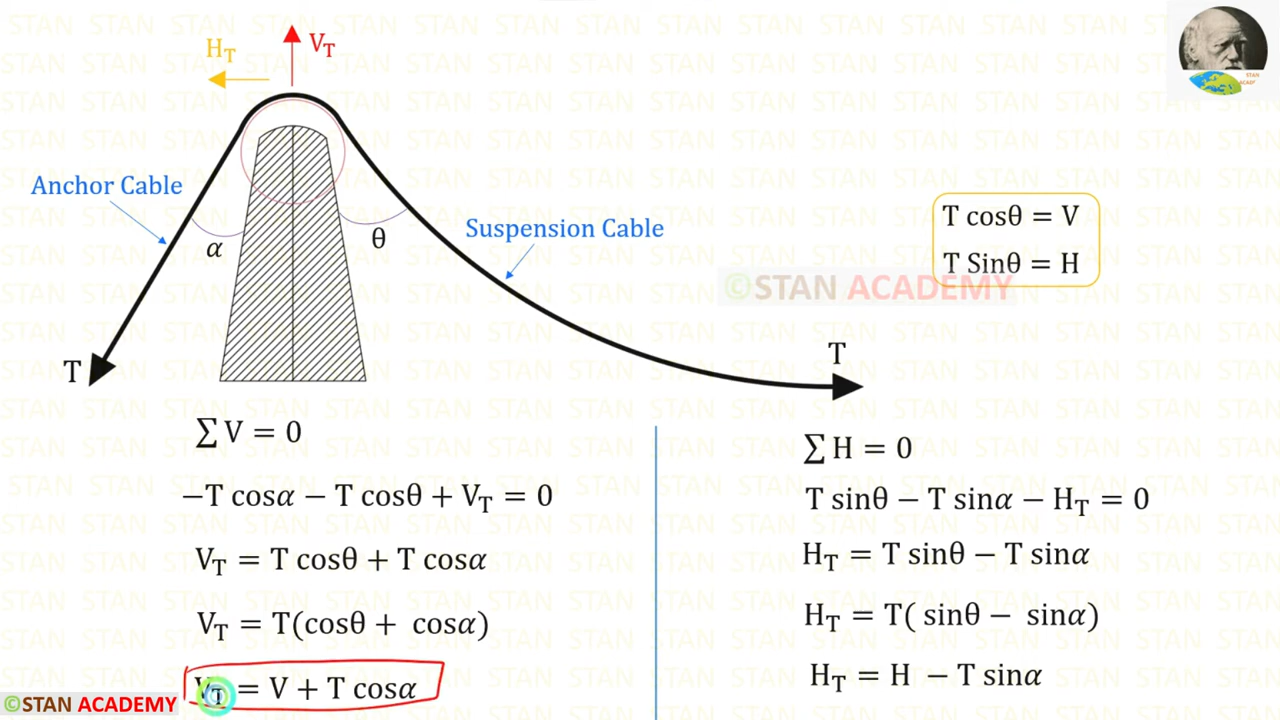 H_T
V_T
Anchor Cable
α
θ
Suspension Cable
T cosθ = V
T Sinθ = H
©STAN ACADEMY
T
T
∑ V = 0
−T cosα − T cosθ + V_T = 0
V_T = T cosθ + T cosα
V_T = T(cosθ + cosα)
V_T = V + T cosα
∑ H = 0
T sinθ − T sinα − H_T = 0
H_T = T sinθ − T sinα
H_T = T( sinθ − sinα)
H_T = H − T sinα
©STAN ACADEMY